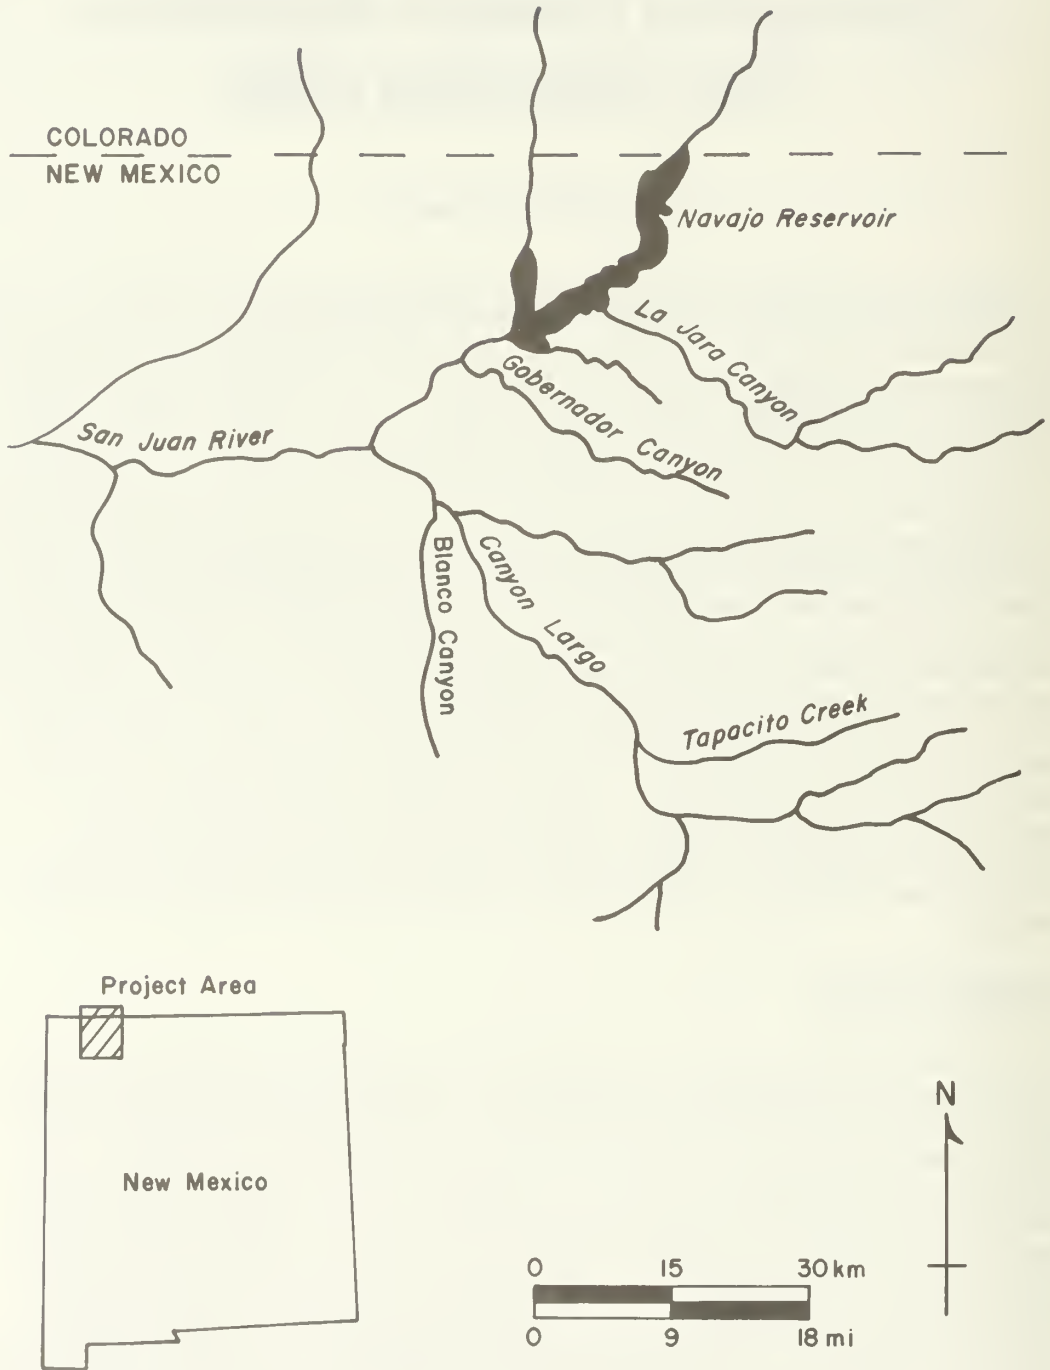 COLORADO
NEW MEXICO
Navajo Reservoir
La Jara Canyon
Gobernador Canyon
San Juan River
Blanco Canyon
Canyon Largo
Tapacito Creek
Project Area
New Mexico
N
0 15 30 km
0 9 18 mi